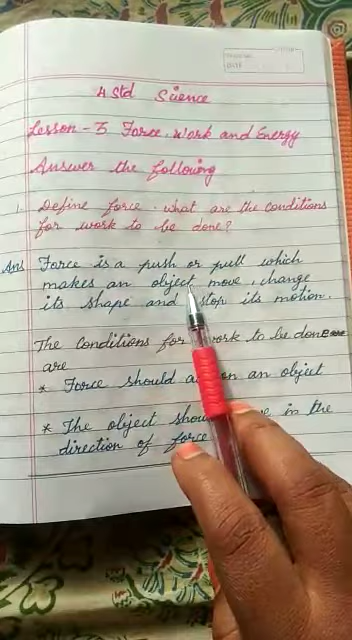 4 Std Science
Lesson - 5 Force, Work and Energy
Answer the following
1. Define force. what are the conditions
for work to be done?
Ans Force is a push or pull which
makes an object move, change
its shape and stop its motion.
The conditions for work to be done
are
* Force should on an object
* The object in the
direction of force